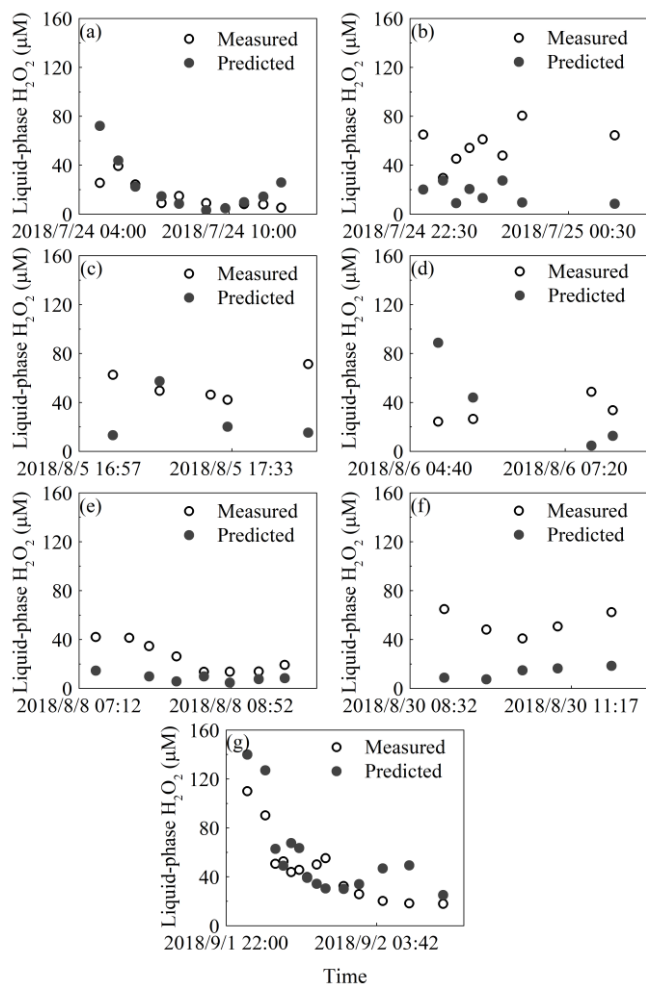 (a)
Measured
Predicted
Liquid-phase H₂O₂ (μM)
160
120
80
40
0
2018/7/24 04:00 2018/7/24 10:00
(b)
Measured
Predicted
Liquid-phase H₂O₂ (μM)
160
120
80
40
0
2018/7/24 22:30 2018/7/25 00:30
(c)
Measured
Predicted
Liquid-phase H₂O₂ (μM)
160
120
80
40
0
2018/8/5 16:57 2018/8/5 17:33
(d)
Measured
Predicted
Liquid-phase H₂O₂ (μM)
160
120
80
40
0
2018/8/6 04:40 2018/8/6 07:20
(e)
Measured
Predicted
Liquid-phase H₂O₂ (μM)
160
120
80
40
0
2018/8/8 07:12 2018/8/8 08:52
(f)
Measured
Predicted
Liquid-phase H₂O₂ (μM)
160
120
80
40
0
2018/8/30 08:32 2018/8/30 11:17
(g)
Measured
Predicted
Liquid-phase H₂O₂ (μM)
160
120
80
40
0
2018/9/1 22:00 2018/9/2 03:42
Time